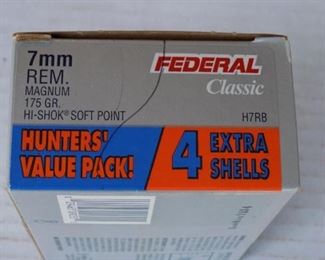 7mm
REM.
MAGNUM
175 GR.
HI-SHOK® SOFT POINT
FEDERAL
Classic
H7RB
HUNTERS'
VALUE PACK!
4 EXTRA
SHELLS